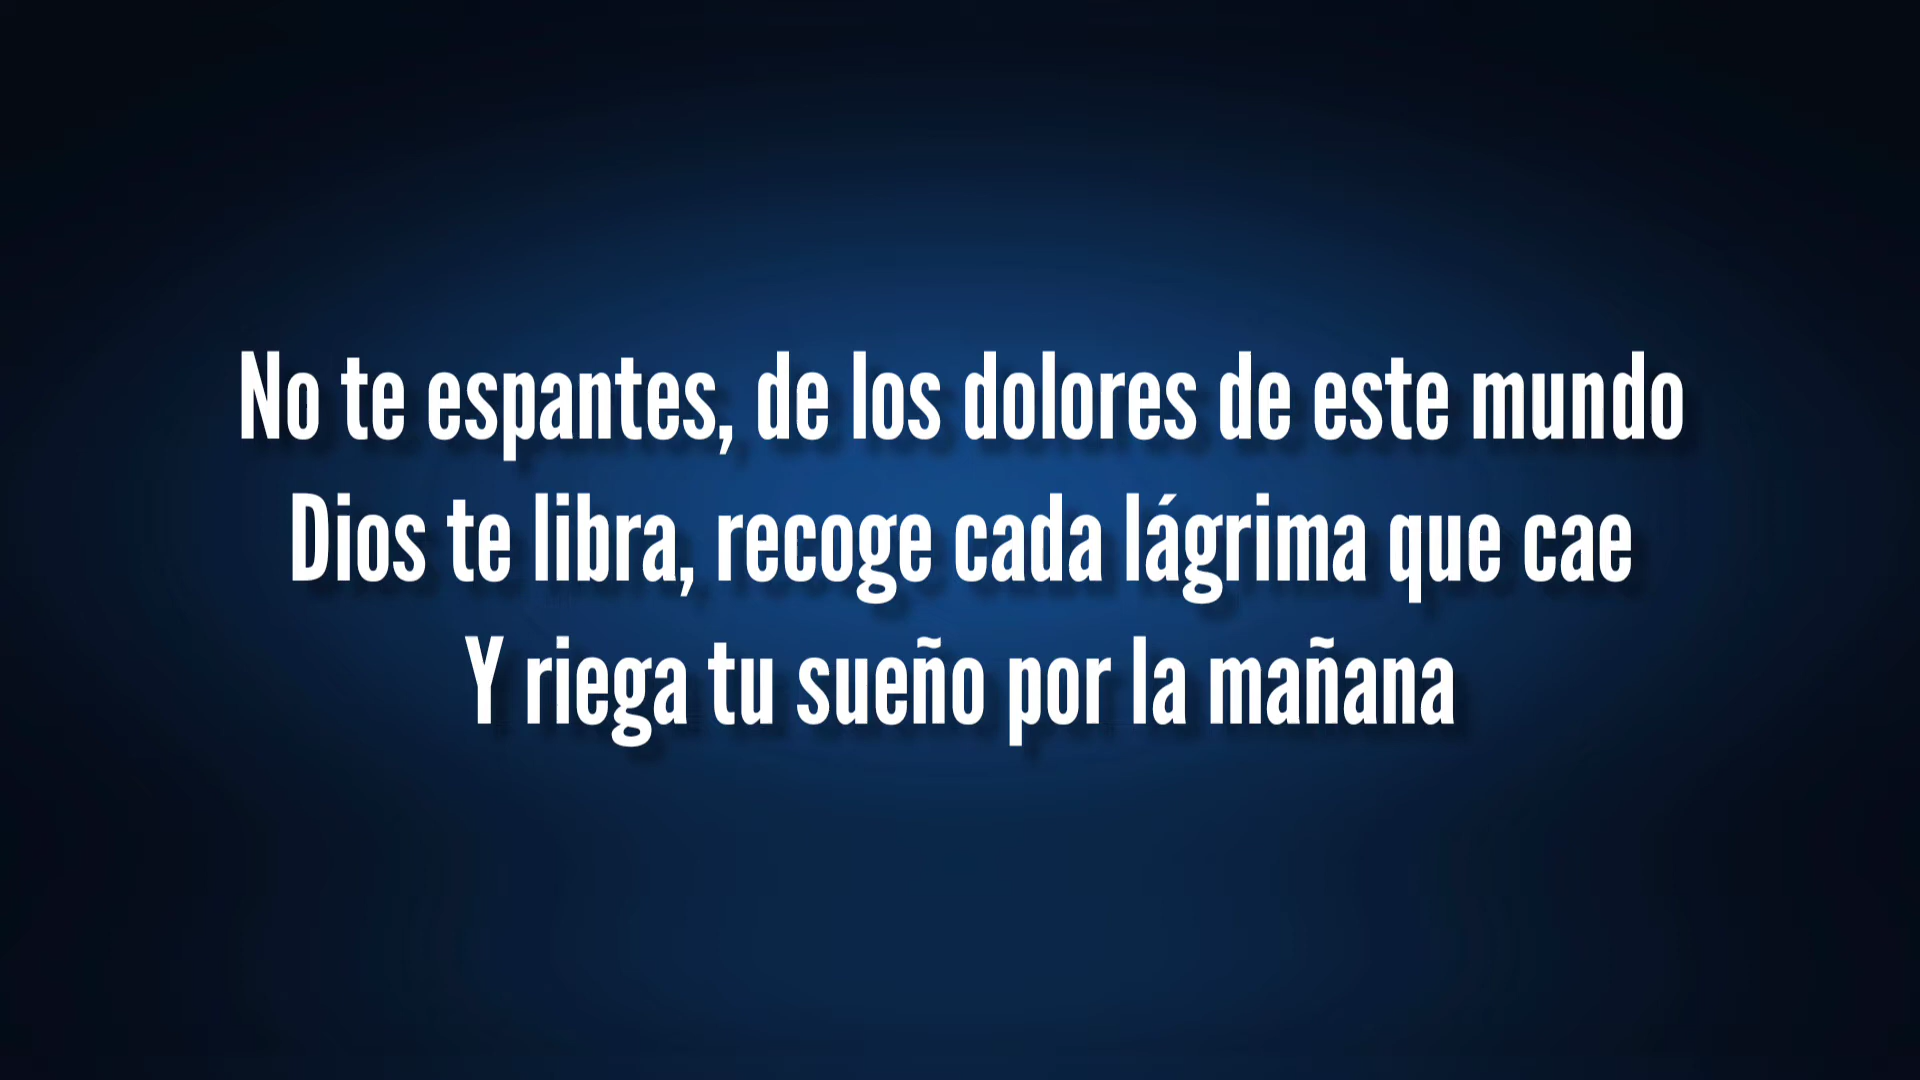 No te espantes, de los dolores de este mundo
Dios te libra, recoge cada lágrima que cae
Y riega tu sueño por la mañana